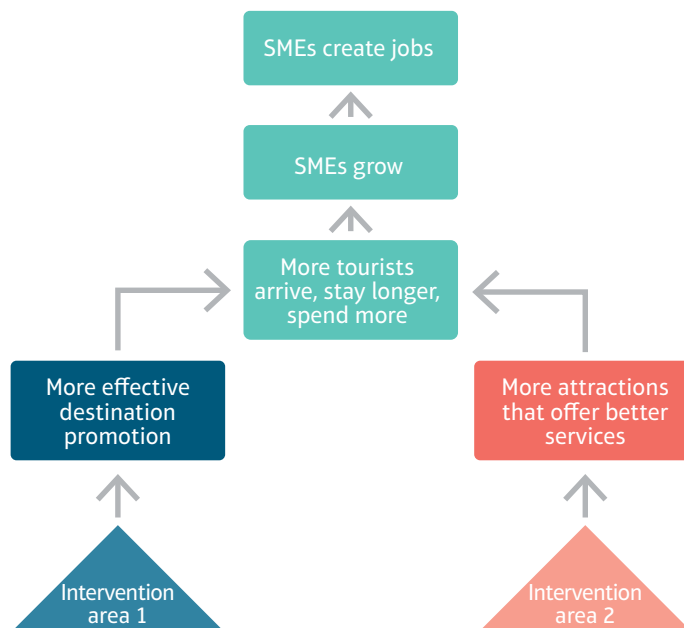 SMEs create jobs
SMEs grow
More tourists
arrive, stay longer,
spend more
More effective
destination
promotion
More attractions
that offer better
services
Intervention
area 1
Intervention
area 2